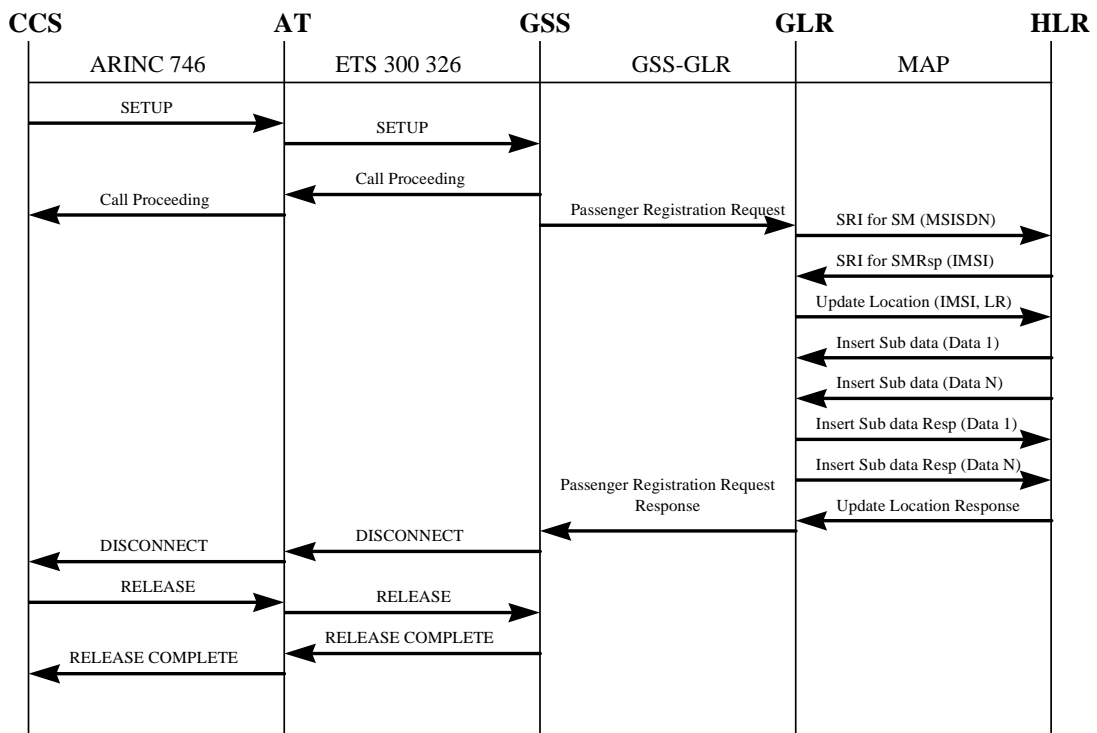 CCS AT GSS GLR HLR
ARINC 746 ETS 300 326 GSS-GLR MAP
SETUP
SETUP
Call Proceeding
Call Proceeding
Passenger Registration Request
SRI for SM (MSISDN)
SRI for SMRsp (IMSI)
Update Location (IMSI, LR)
Insert Sub data (Data 1)
Insert Sub data (Data N)
Insert Sub data Resp (Data 1)
Insert Sub data Resp (Data N)
Passenger Registration Request
Response
Update Location Response
DISCONNECT
DISCONNECT
RELEASE
RELEASE
RELEASE COMPLETE
RELEASE COMPLETE